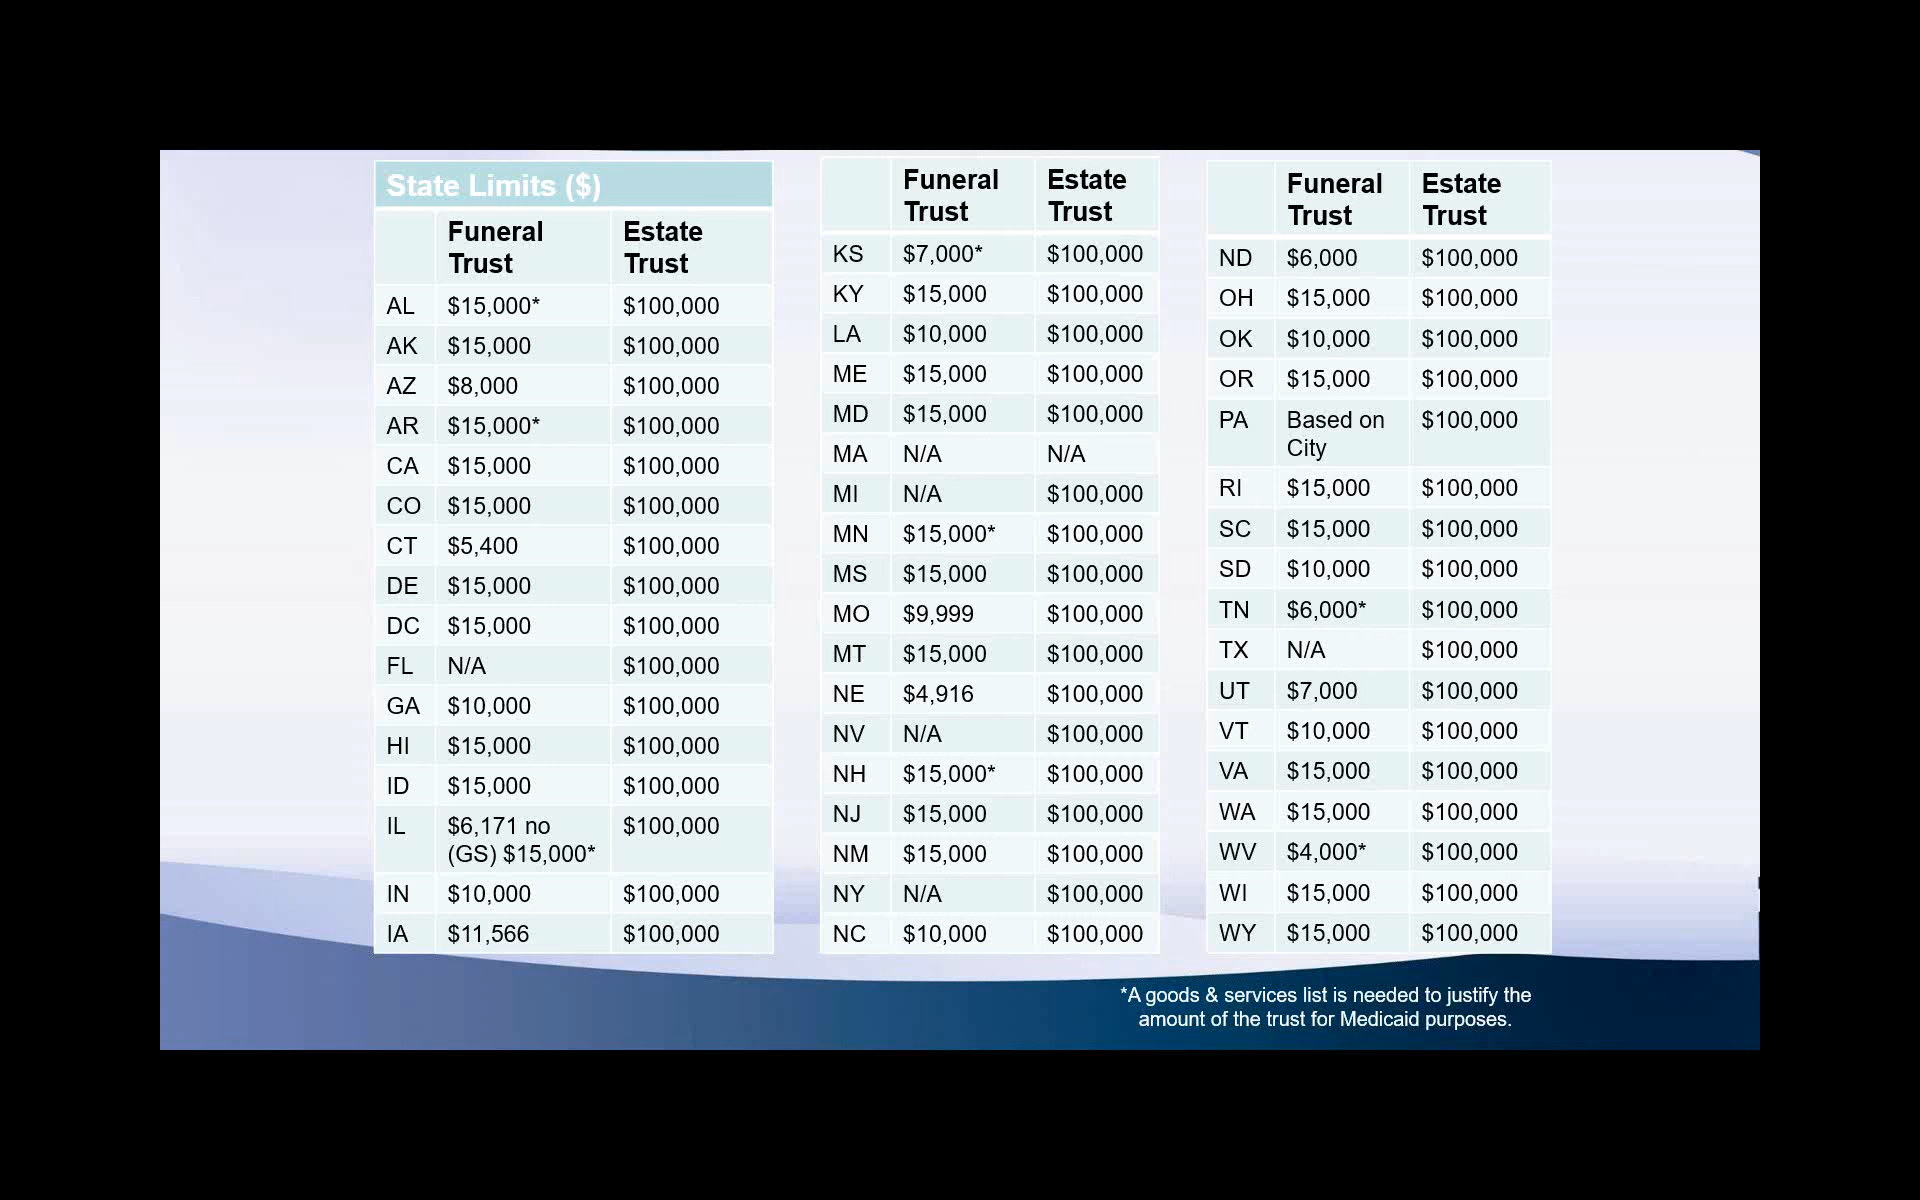 State Limits ($)
Funeral Trust Estate Trust
AL $15,000* $100,000
AK $15,000 $100,000
AZ $8,000 $100,000
AR $15,000* $100,000
CA $15,000 $100,000
CO $15,000 $100,000
CT $5,400 $100,000
DE $15,000 $100,000
DC $15,000 $100,000
FL N/A $100,000
GA $10,000 $100,000
HI $15,000 $100,000
ID $15,000 $100,000
IL $6,171 no (GS) $15,000* $100,000
IN $10,000 $100,000
IA $11,566 $100,000
Funeral Trust Estate Trust
KS $7,000* $100,000
KY $15,000 $100,000
LA $10,000 $100,000
ME $15,000 $100,000
MD $15,000 $100,000
MA N/A N/A
MI N/A $100,000
MN $15,000* $100,000
MS $15,000 $100,000
MO $9,999 $100,000
MT $15,000 $100,000
NE $4,916 $100,000
NV N/A $100,000
NH $15,000* $100,000
NJ $15,000 $100,000
NM $15,000 $100,000
NY N/A $100,000
NC $10,000 $100,000
Funeral Trust Estate Trust
ND $6,000 $100,000
OH $15,000 $100,000
OK $10,000 $100,000
OR $15,000 $100,000
PA Based on City $100,000
RI $15,000 $100,000
SC $15,000 $100,000
SD $10,000 $100,000
TN $6,000* $100,000
TX N/A $100,000
UT $7,000 $100,000
VT $10,000 $100,000
VA $15,000 $100,000
WA $15,000 $100,000
WV $4,000* $100,000
WI $15,000 $100,000
WY $15,000 $100,000
*A goods & services list is needed to justify the
amount of the trust for Medicaid purposes.